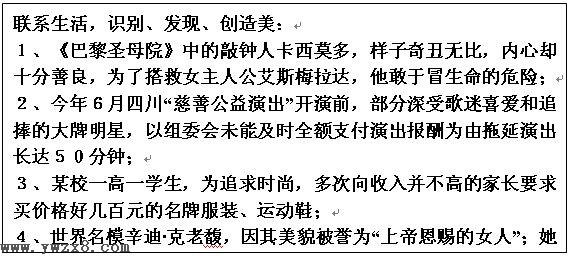 联系生活，识别、发现、创造美：
１、《巴黎圣母院》中的敲钟人卡西莫多，样子奇丑无比，内心却
十分善良，为了搭救女主人公艾斯梅拉达，他敢于冒生命的危险；
２、今年６月四川“慈善公益演出”开演前，部分深受歌迷喜爱和追
捧的大牌明星，以组委会未能及时全额支付演出报酬为由拖延演出
长达５０分钟；
３、某校一高一学生，为追求时尚，多次向收入并不高的家长要求
买价格好几百元的名牌服装、运动鞋；
４、世界名模辛迪·克老馥，因其美貌被誉为“上帝恩赐的女人”；她
www.ywzx8.com